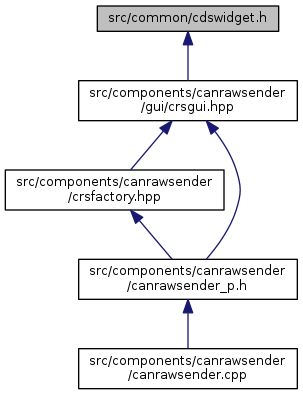 src/common/cdswidget.h
src/components/canrawsender
/gui/crsgui.hpp
src/components/canrawsender
/crsfactory.hpp
src/components/canrawsender
/canrawsender_p.h
src/components/canrawsender
/canrawsender.cpp